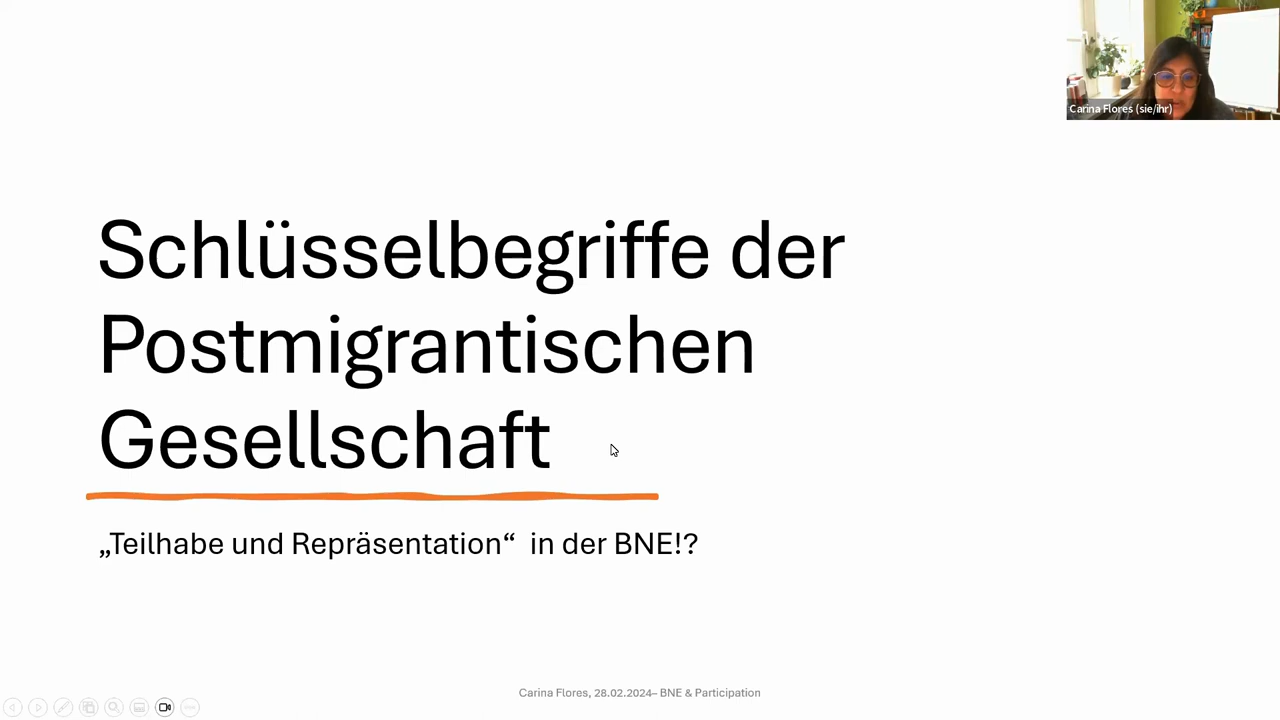 Carina Flores (sie/ihr)
Schlüsselbegriffe der
Postmigrantischen
Gesellschaft
„Teilhabe und Repräsentation“ in der BNE!?
Carina Flores, 28.02.2024– BNE & Participation